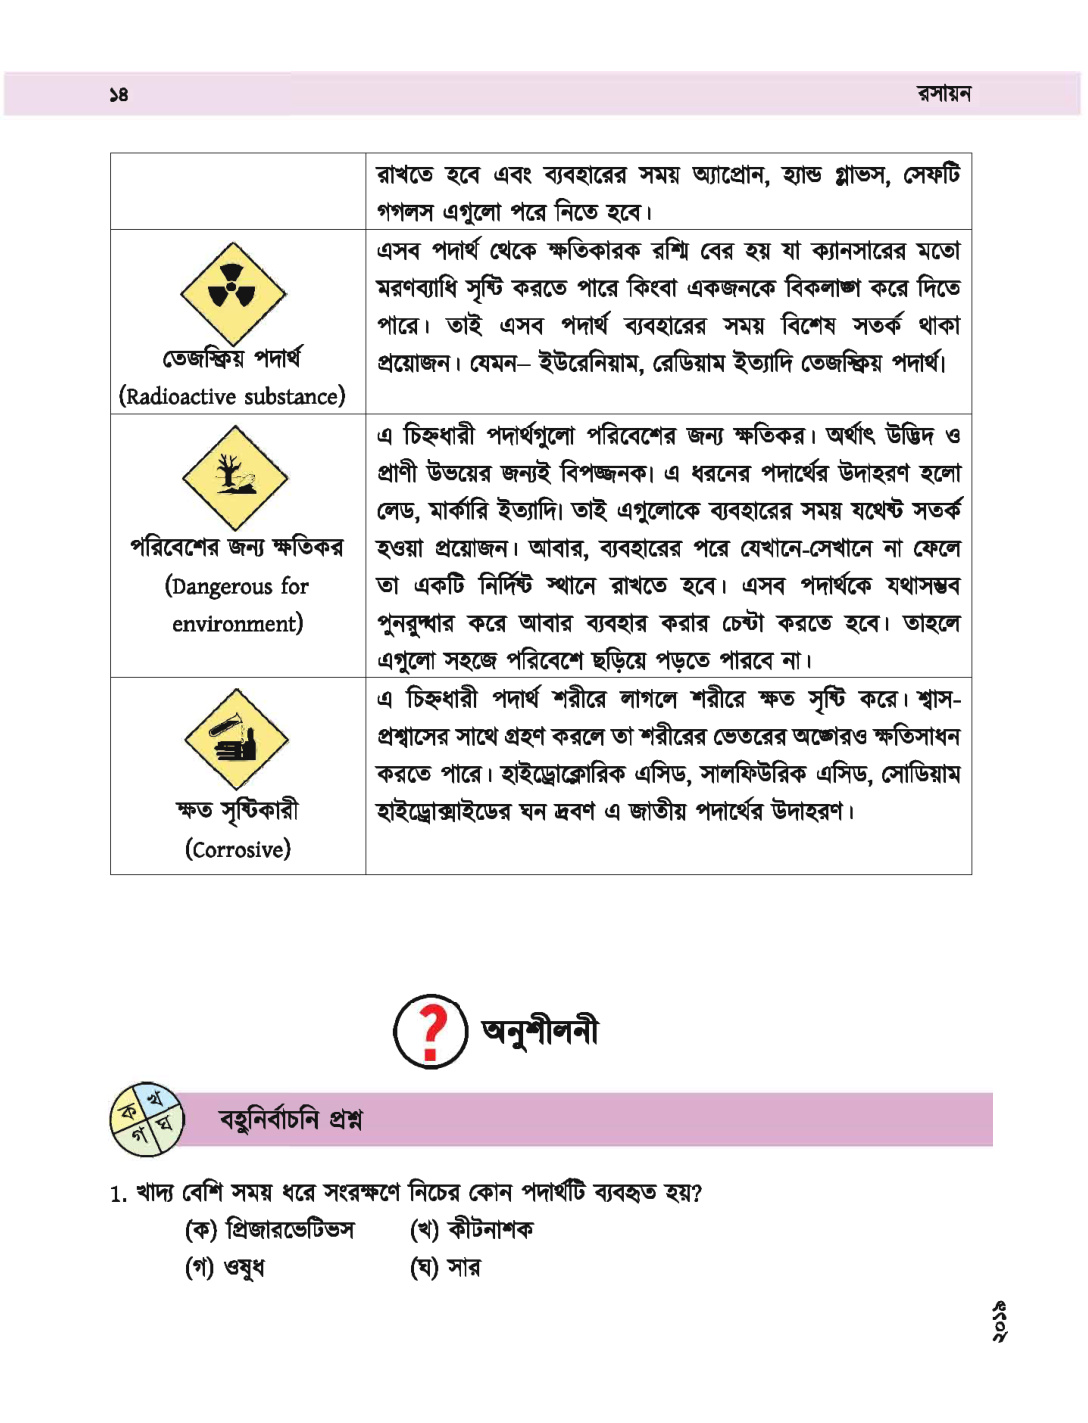 ১৪
রসায়ন
রাখতে হবে এবং ব্যবহারের সময় অ্যাপ্রোন, হ্যান্ড গ্লাভস, সেফটি
গগলস এগুলো পরে নিতে হবে।
তেজস্ক্রিয় পদার্থ
(Radioactive substance)
এসব পদার্থ থেকে ক্ষতিকারক রশ্মি বের হয় যা ক্যানসারের মতো
মরণব্যাধি সৃষ্টি করতে পারে কিংবা একজনকে বিকলাঙ্গ করে দিতে
পারে। তাই এসব পদার্থ ব্যবহারের সময় বিশেষ সতর্ক থাকা
প্রয়োজন। যেমন– ইউরেনিয়াম, রেডিয়াম ইত্যাদি তেজস্ক্রিয় পদার্থ।
পরিবেশের জন্য ক্ষতিকর
(Dangerous for
environment)
এ চিহ্নধারী পদার্থগুলো পরিবেশের জন্য ক্ষতিকর। অর্থাৎ উদ্ভিদ ও
প্রাণী উভয়ের জন্যই বিপজ্জনক। এ ধরনের পদার্থের উদাহরণ হলো
লেড, মার্কারি ইত্যাদি। তাই এগুলোকে ব্যবহারের সময় যথেষ্ট সতর্ক
হওয়া প্রয়োজন। আবার, ব্যবহারের পরে যেখানে-সেখানে না ফেলে
তা একটি নির্দিষ্ট স্থানে রাখতে হবে। এসব পদার্থকে যথাসম্ভব
পুনরুদ্ধার করে আবার ব্যবহার করার চেষ্টা করতে হবে। তাহলে
এগুলো সহজে পরিবেশে ছড়িয়ে পড়তে পারবে না।
ক্ষত সৃষ্টিকারী
(Corrosive)
এ চিহ্নধারী পদার্থ শরীরে লাগলে শরীরে ক্ষত সৃষ্টি করে। শ্বাস-
প্রশ্বাসের সাথে গ্রহণ করলে তা শরীরের ভেতরের অঙ্গেরও ক্ষতিসাধন
করতে পারে। হাইড্রোক্লোরিক এসিড, সালফিউরিক এসিড, সোডিয়াম
হাইড্রোক্সাইডের ঘন দ্রবণ এ জাতীয় পদার্থের উদাহরণ।
? অনুশীলনী
ক খ
গ ঘ
বহুনির্বাচনি প্রশ্ন
1. খাদ্য বেশি সময় ধরে সংরক্ষণে নিচের কোন পদার্থটি ব্যবহৃত হয়?
(ক) প্রিজারভেটিভস (খ) কীটনাশক
(গ) ওষুধ (ঘ) সার
২০১৯